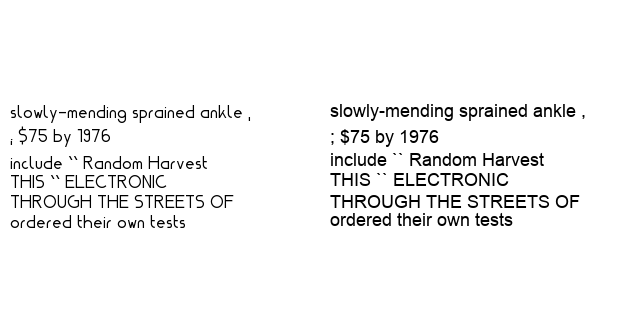 slowly-mending sprained ankle ,
; $75 by 1976
include `` Random Harvest
THIS `` ELECTRONIC
THROUGH THE STREETS OF
ordered their own tests
slowly-mending sprained ankle ,
; $75 by 1976
include `` Random Harvest
THIS `` ELECTRONIC
THROUGH THE STREETS OF
ordered their own tests